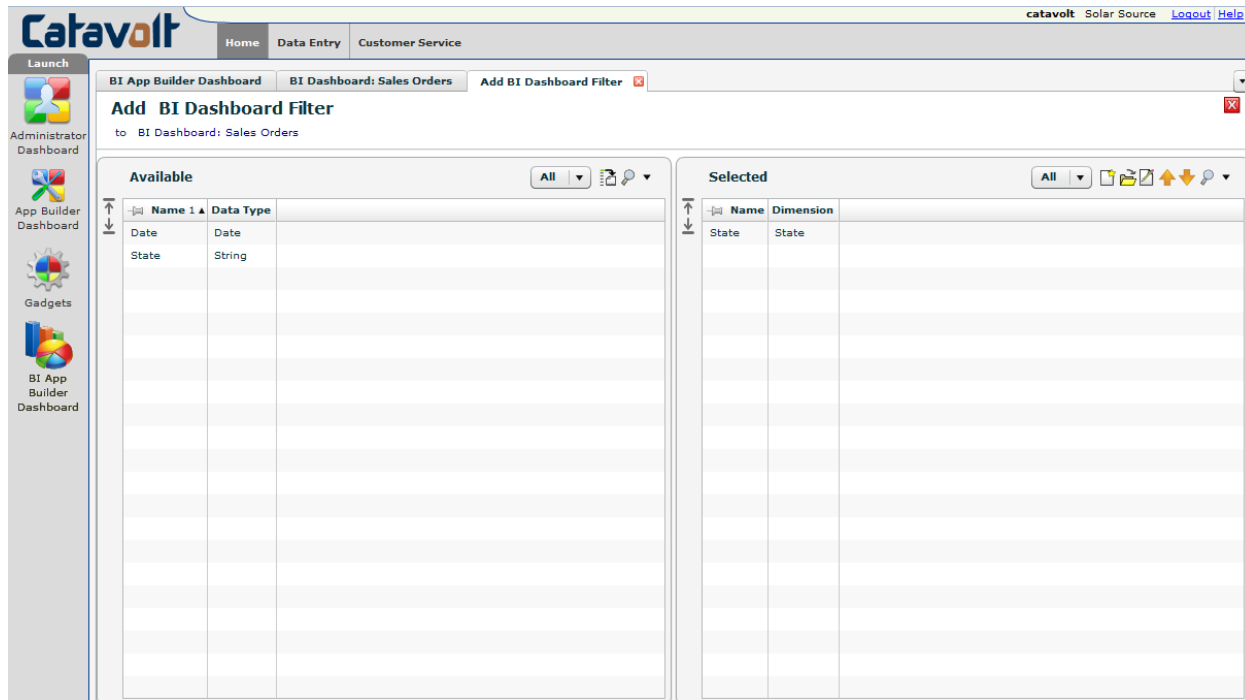 catavolt Solar Source Logout Help
Catavolt
Home Data Entry Customer Service
Launch
Administrator
Dashboard
App Builder
Dashboard
Gadgets
BI App
Builder
Dashboard
BI App Builder Dashboard BI Dashboard: Sales Orders Add BI Dashboard Filter
Add BI Dashboard Filter
to BI Dashboard: Sales Orders
Available All
Name 1 Data Type
Date Date
State String
Selected All
Name Dimension
State State